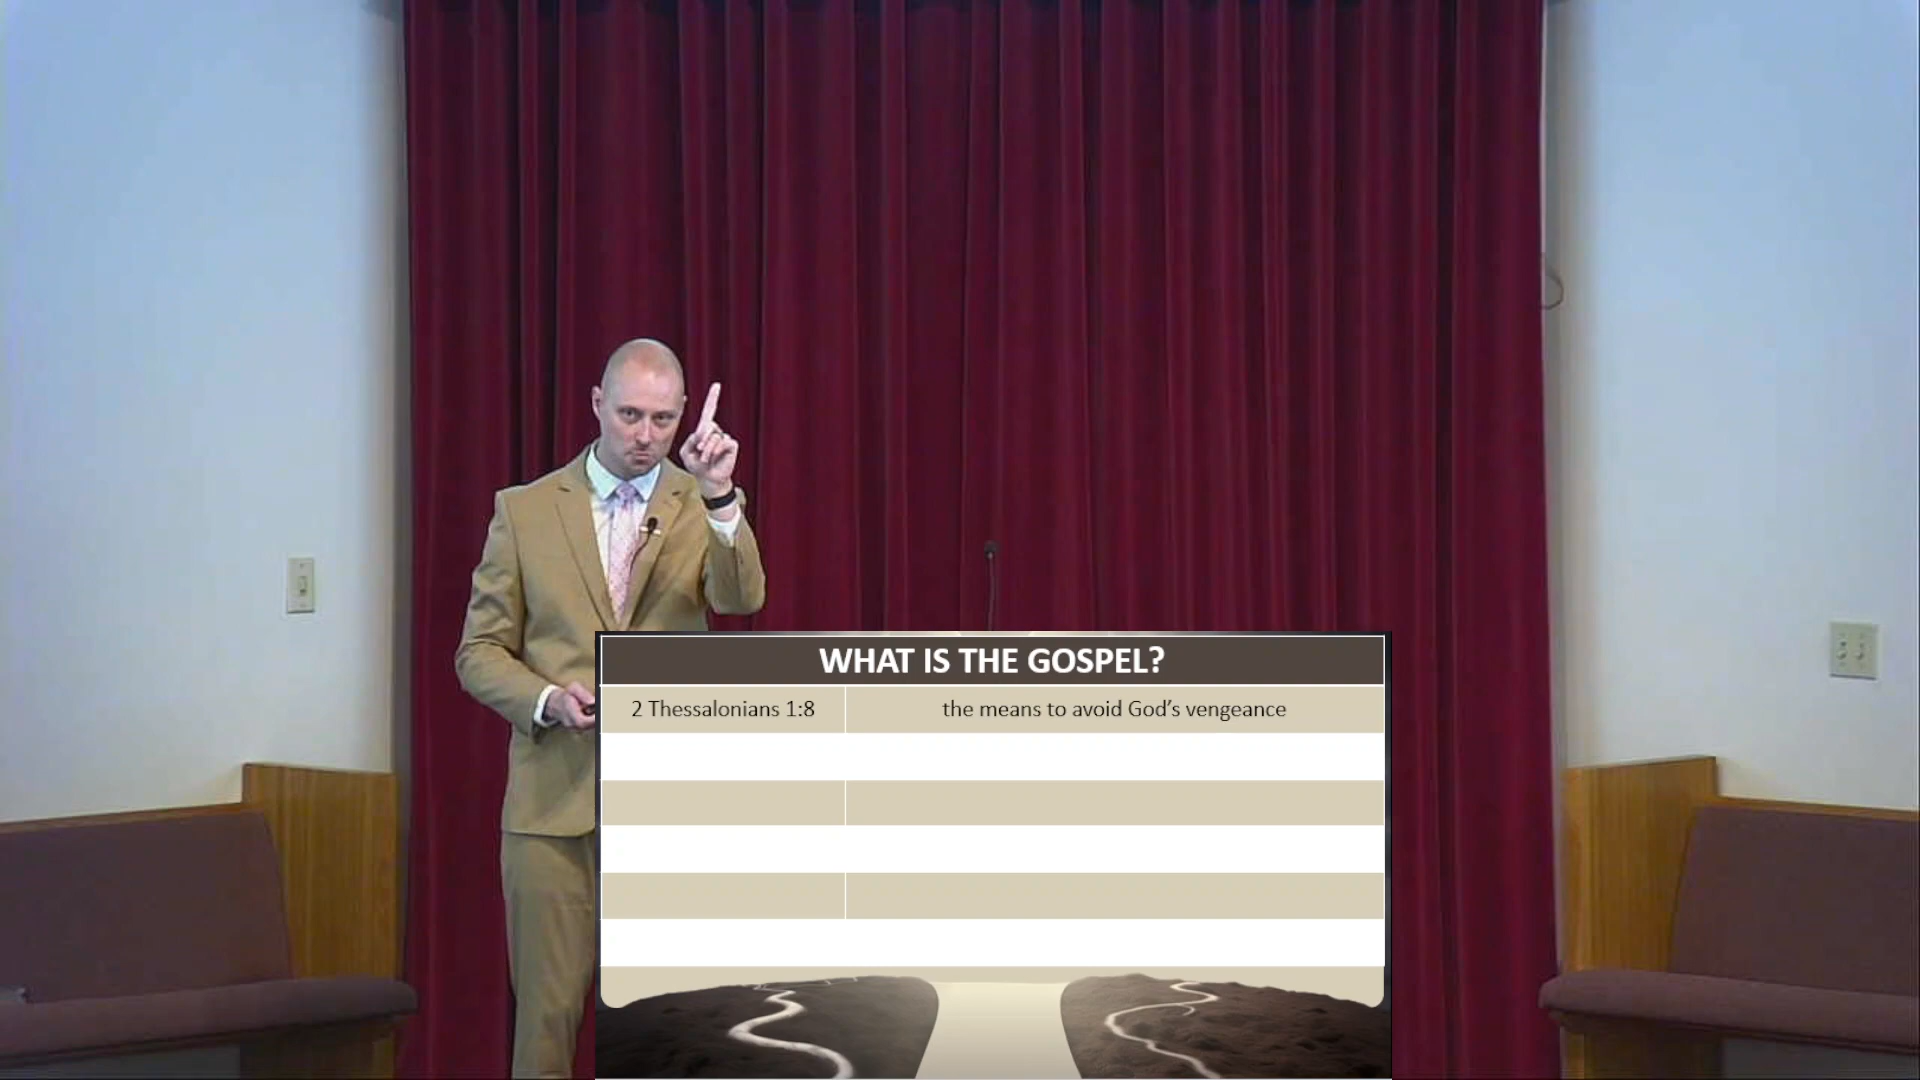 WHAT IS THE GOSPEL?
2 Thessalonians 1:8 the means to avoid God's vengeance